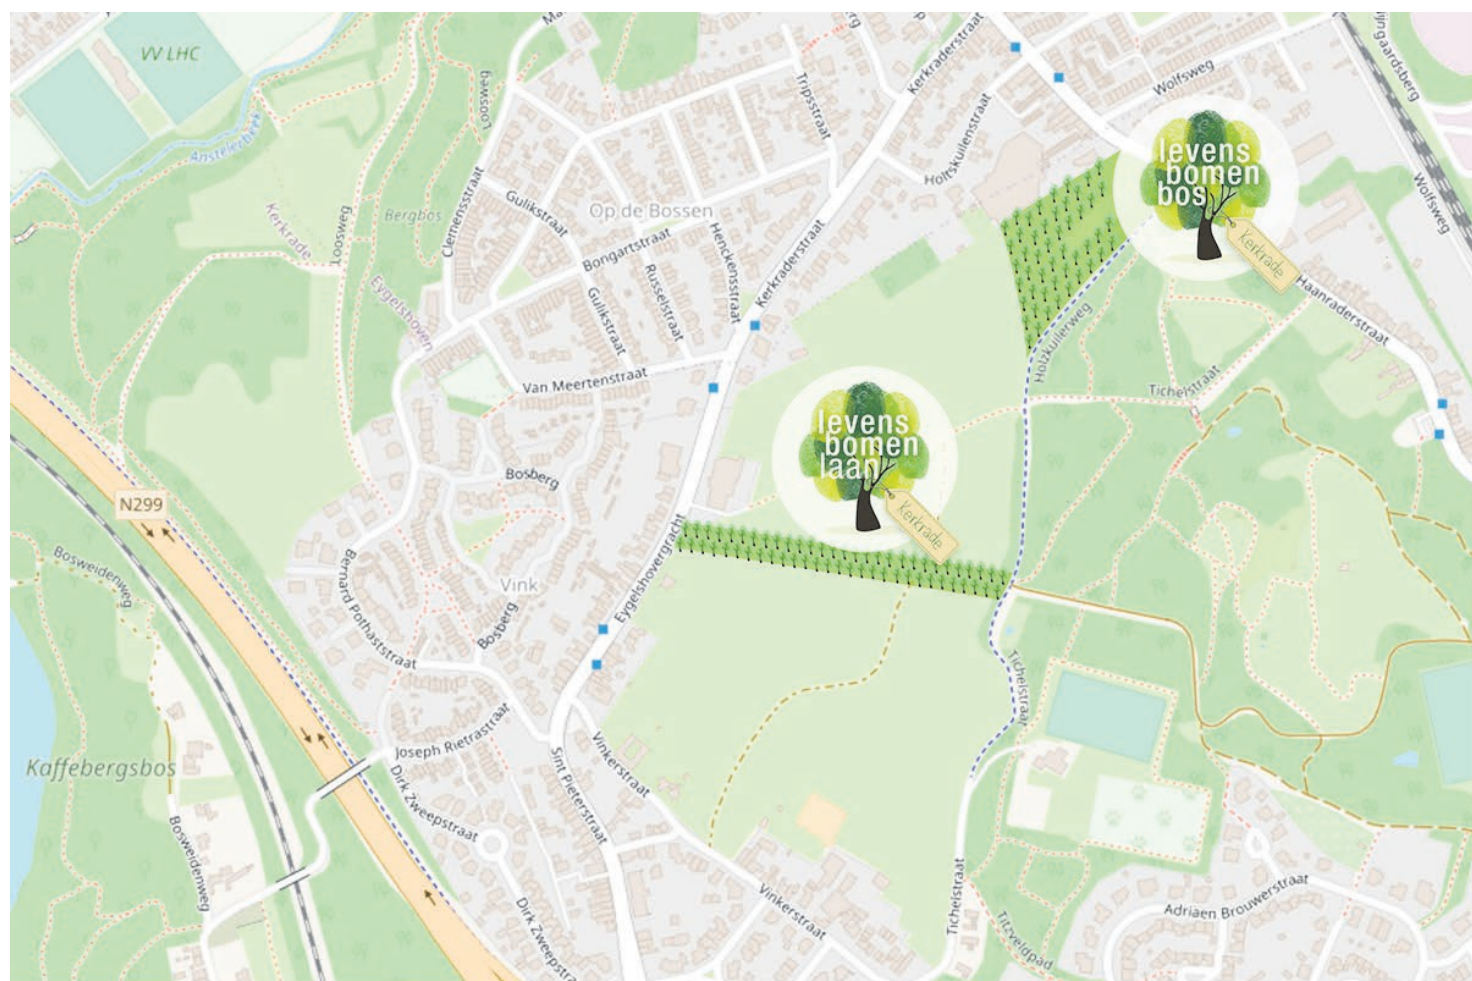 VV LHC
Anstelerbeek
Loosweg
Kerkraderstraat
Tripsstraat
Wolfsweg
Holtskuilenstraat
levens
bomen
bos
Kerkrade
Wolfsweg
Haanraderstraat
Bergbos
Clemensstraat
Gulikstraat
Op de Bossen
Bongartstraat
Henckensstraat
Russelstraat
Gulikstraat
Kerkraderstraat
Kerkrade
Loosweg
Eygelshoven
Van Meertenstraat
Holzkuilerweg
Tichelstraat
levens
bomen
laan
Kerkrade
N299
Bosberg
Bosweidenweg
Bernard Pothaststraat
Vink
Bosberg
Eygelshovergracht
Tichelstraat
Kaffebergsbos
Joseph Rietrastraat
Dirk Zweepstraat
Sint Pieterstraat
Vinkerstraat
Bosweidenweg
Dirk Zweepstraat
Vinkerstraat
Tichelstraat
Titzveldpad
Adriaen Brouwerstraat